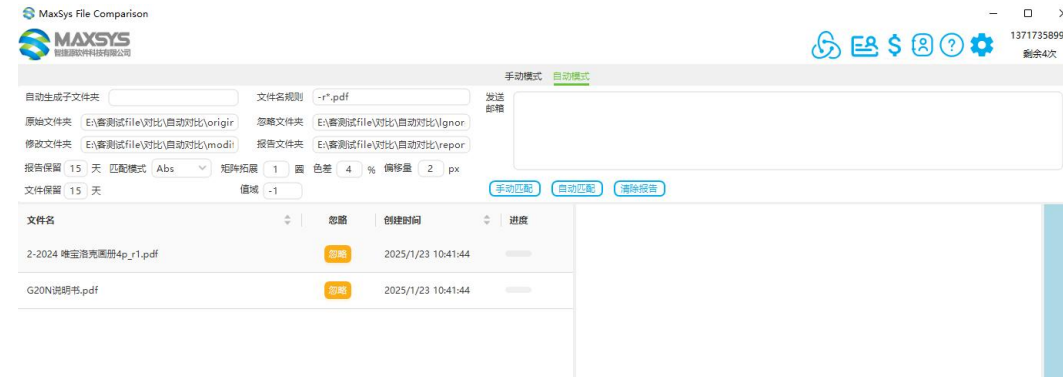 MaxSys File Comparison
MAXSYS
智捷源软件科技有限公司
1371735899
剩余4次
手动模式 自动模式
自动生成子文件夹 文件名规则 -r*.pdf 发送邮箱
原始文件夹 E:\客测试file\对比\自动对比\origir 忽略文件夹 E:\客测试file\对比\自动对比\Ignor
修改文件夹 E:\客测试file\对比\自动对比\modi 报告文件夹 E:\客测试file\对比\自动对比\repor
报告保留 15 天 匹配模式 Abs 矩阵拓展 1 圈 色差 4 % 偏移量 2 px
文件保留 15 天 值域 -1 手动匹配 自动匹配 清除报告
文件名 忽略 创建时间 进度
2-2024 唯宝洛克画册4p_r1.pdf 忽略 2025/1/23 10:41:44
G20N说明书.pdf 忽略 2025/1/23 10:41:44